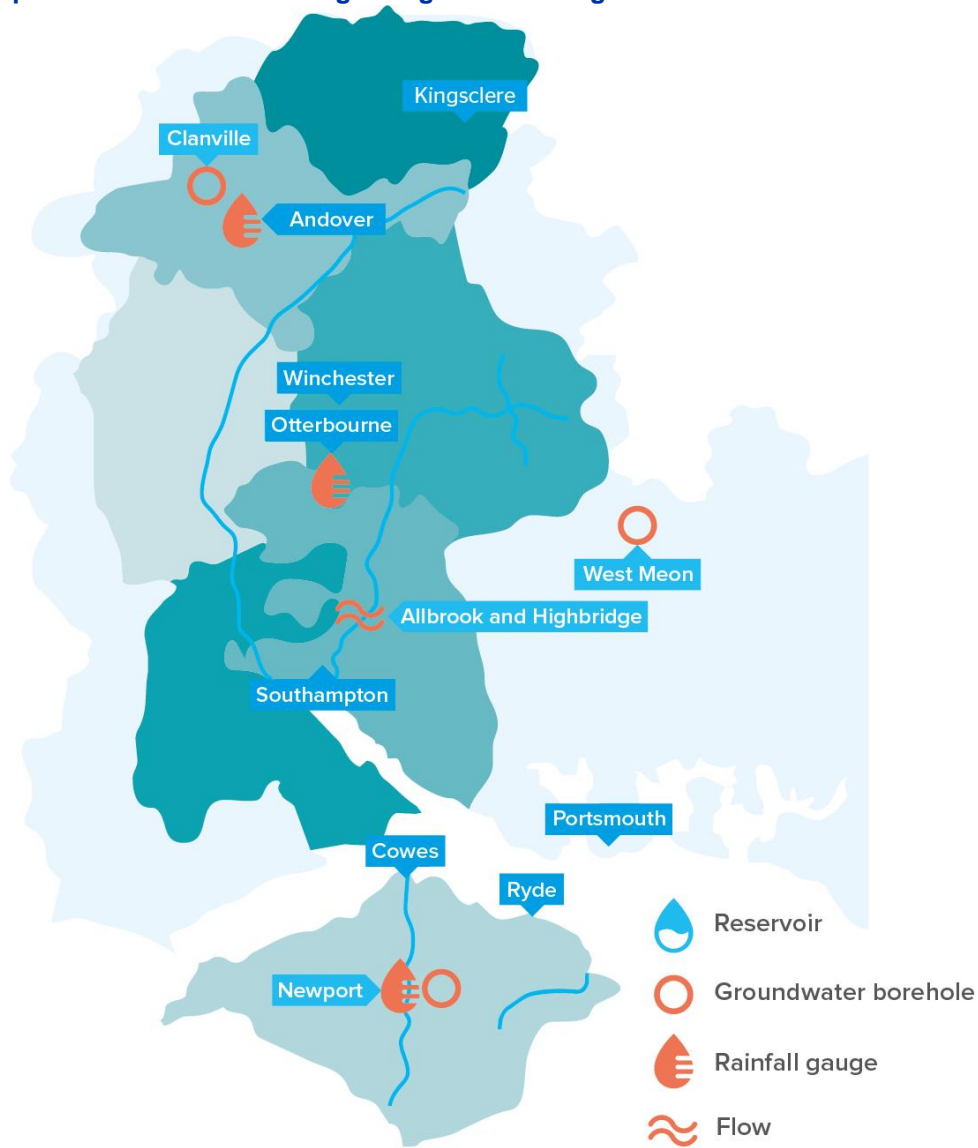 Kingsclere
Clanville
Andover
Winchester
Otterbourne
West Meon
Allbrook and Highbridge
Southampton
Portsmouth
Cowes
Ryde
Newport
Reservoir
Groundwater borehole
Rainfall gauge
Flow